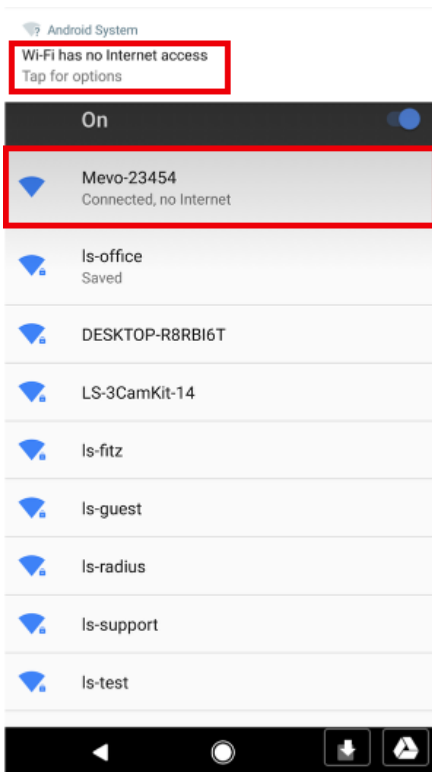 Android System
Wi-Fi has no Internet access
Tap for options
On
Mevo-23454
Connected, no Internet
ls-office
Saved
DESKTOP-R8RBI6T
LS-3CamKit-14
ls-fitz
ls-guest
ls-radius
ls-support
ls-test